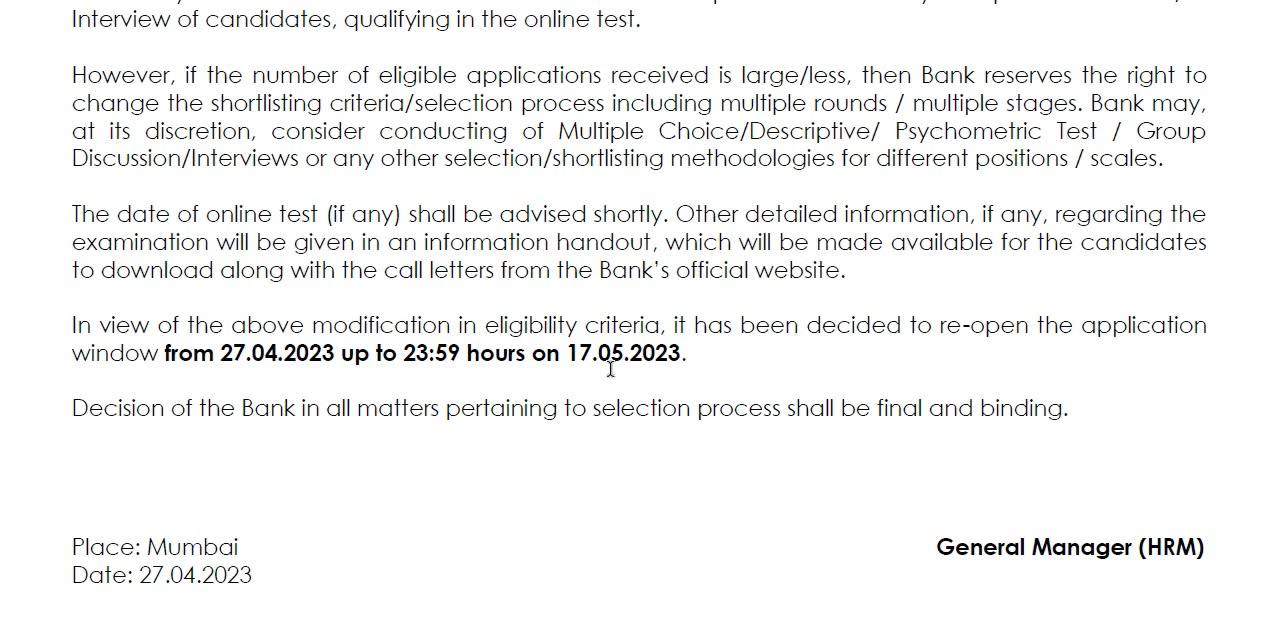 Interview of candidates, qualifying in the online test.
However, if the number of eligible applications received is large/less, then Bank reserves the right to
change the shortlisting criteria/selection process including multiple rounds / multiple stages. Bank may,
at its discretion, consider conducting of Multiple Choice/Descriptive/ Psychometric Test / Group
Discussion/Interviews or any other selection/shortlisting methodologies for different positions / scales.
The date of online test (if any) shall be advised shortly. Other detailed information, if any, regarding the
examination will be given in an information handout, which will be made available for the candidates
to download along with the call letters from the Bank's official website.
In view of the above modification in eligibility criteria, it has been decided to re-open the application
window from 27.04.2023 up to 23:59 hours on 17.05.2023.
Decision of the Bank in all matters pertaining to selection process shall be final and binding.
Place: Mumbai
General Manager (HRM)
Date: 27.04.2023